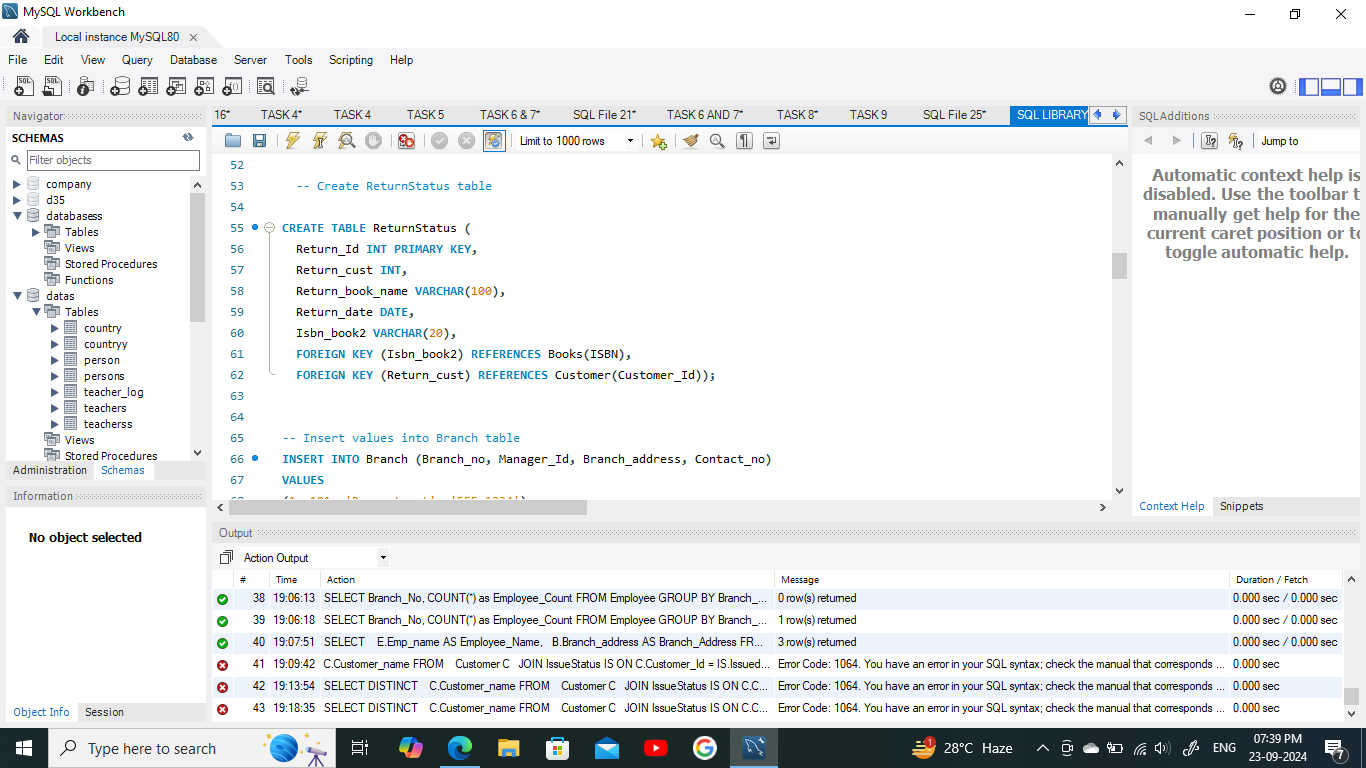 MySQL Workbench
Local instance MySQL80
File Edit View Query Database Server Tools Scripting Help
Navigator
SCHEMAS
Filter objects
company
d35
databasess
Tables
Views
Stored Procedures
Functions
datas
Tables
country
countryy
person
persons
teacher_log
teachers
teacherss
Views
Stored Procedures
Administration Schemas
Information
No object selected
Object Info Session
16* TASK 4* TASK 4 TASK 5 TASK 6 & 7* SQL File 21* TASK 6 AND 7* TASK 8* TASK 9 SQL File 25* SQL LIBRARY
Limit to 1000 rows
52
53 -- Create ReturnStatus table
54
55 CREATE TABLE ReturnStatus (
56 Return_Id INT PRIMARY KEY,
57 Return_cust INT,
58 Return_book_name VARCHAR(100),
59 Return_date DATE,
60 Isbn_book2 VARCHAR(20),
61 FOREIGN KEY (Isbn_book2) REFERENCES Books(ISBN),
62 FOREIGN KEY (Return_cust) REFERENCES Customer(Customer_Id));
63
64
65 -- Insert values into Branch table
66 INSERT INTO Branch (Branch_no, Manager_Id, Branch_address, Contact_no)
67 VALUES
SQLAdditions
Jump to
Automatic context help is
disabled. Use the toolbar t
manually get help for the
current caret position or to
toggle automatic help.
Context Help Snippets
Output
Action Output
# Time Action Message Duration / Fetch
38 19:06:13 SELECT Branch_No, COUNT(*) as Employee_Count FROM Employee GROUP BY Branch_... 0 row(s) returned 0.000 sec / 0.000 sec
39 19:06:18 SELECT Branch_No, COUNT(*) as Employee_Count FROM Employee GROUP BY Branch_... 1 row(s) returned 0.000 sec / 0.000 sec
40 19:07:51 SELECT E.Emp_name AS Employee_Name, B.Branch_address AS Branch_Address FR... 3 row(s) returned 0.000 sec / 0.000 sec
41 19:09:42 C.Customer_name FROM Customer C JOIN IssueStatus IS ON C.Customer_Id = IS.Issued... Error Code: 1064. You have an error in your SQL syntax; check the manual that corresponds ... 0.000 sec
42 19:13:54 SELECT DISTINCT C.Customer_name FROM Customer C JOIN IssueStatus IS ON C.C... Error Code: 1064. You have an error in your SQL syntax; check the manual that corresponds ... 0.000 sec
43 19:18:35 SELECT DISTINCT C.Customer_name FROM Customer C JOIN IssueStatus IS ON C.C... Error Code: 1064. You have an error in your SQL syntax; check the manual that corresponds ... 0.000 sec
Type here to search
1
28°C Haze
ENG
07:39 PM
23-09-2024
7